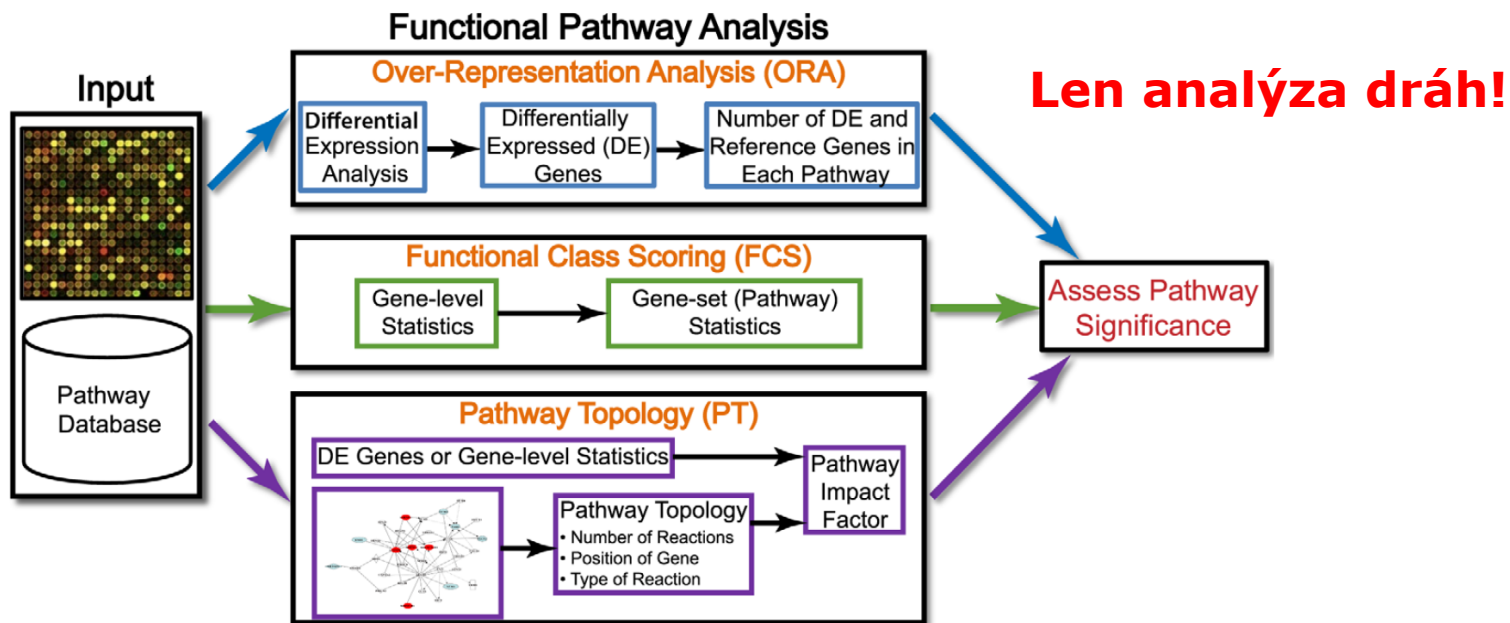 Functional Pathway Analysis
Input
Pathway
Database
Over-Representation Analysis (ORA)
Differential
Expression
Analysis
Differentially
Expressed (DE)
Genes
Number of DE and
Reference Genes in
Each Pathway
Functional Class Scoring (FCS)
Gene-level
Statistics
Gene-set (Pathway)
Statistics
Pathway Topology (PT)
DE Genes or Gene-level Statistics
Pathway Topology
• Number of Reactions
• Position of Gene
• Type of Reaction
Pathway
Impact
Factor
Assess Pathway
Significance
Len analýza dráh!